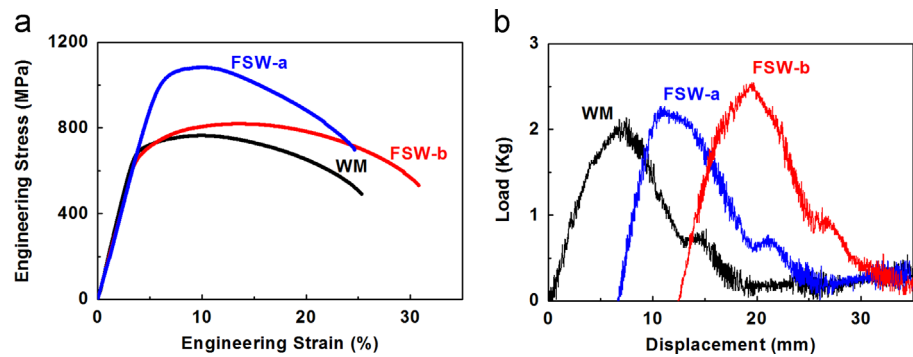 a
1200
800
400
0
0
10
20
30
Engineering Stress (MPa)
Engineering Strain (%)
FSW-a
FSW-b
WM
b
3
2
1
0
0
10
20
30
Load (Kg)
Displacement (mm)
WM
FSW-a
FSW-b